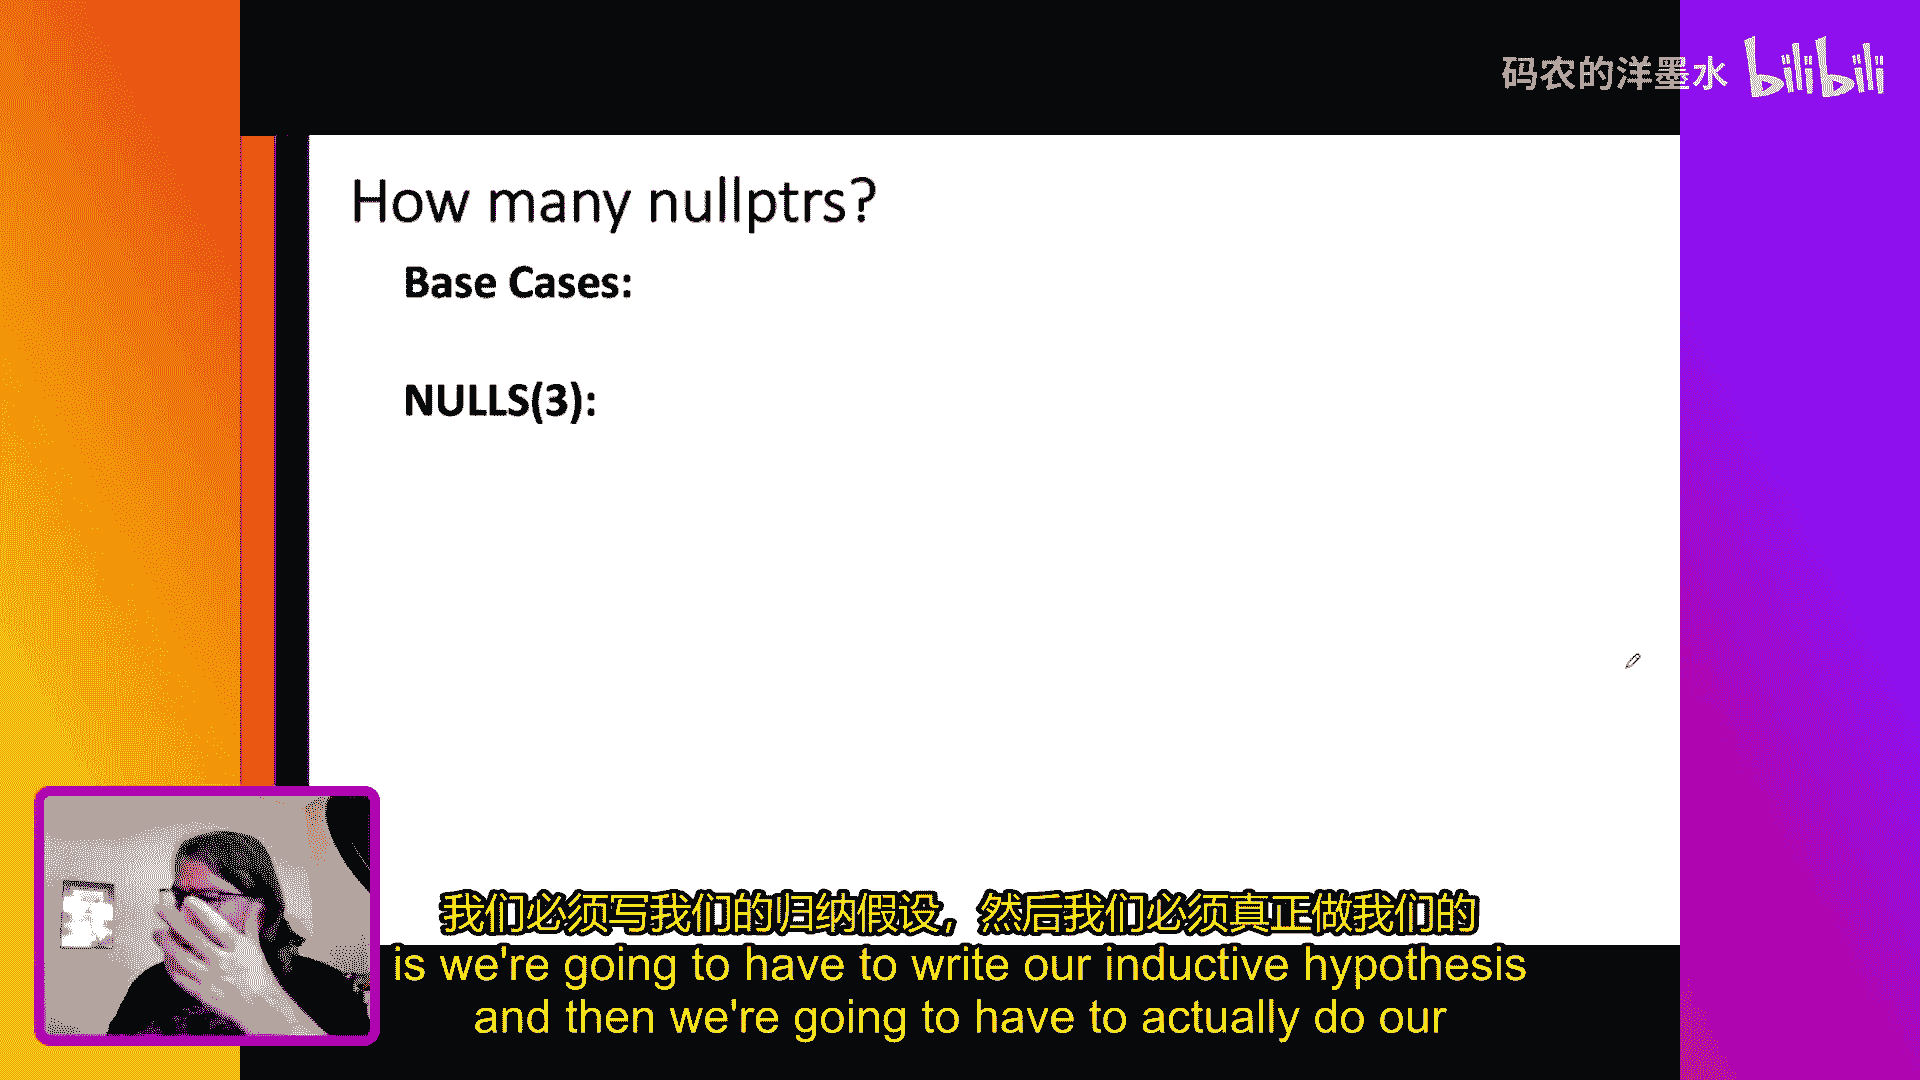 码农的洋墨水 bilibili
How many nullptrs?
Base Cases:
NULLS(3):
我们必须写我们的归纳假设，然后我们必须真正做我们的
is we're going to have to write our inductive hypothesis
and then we're going to have to actually do our